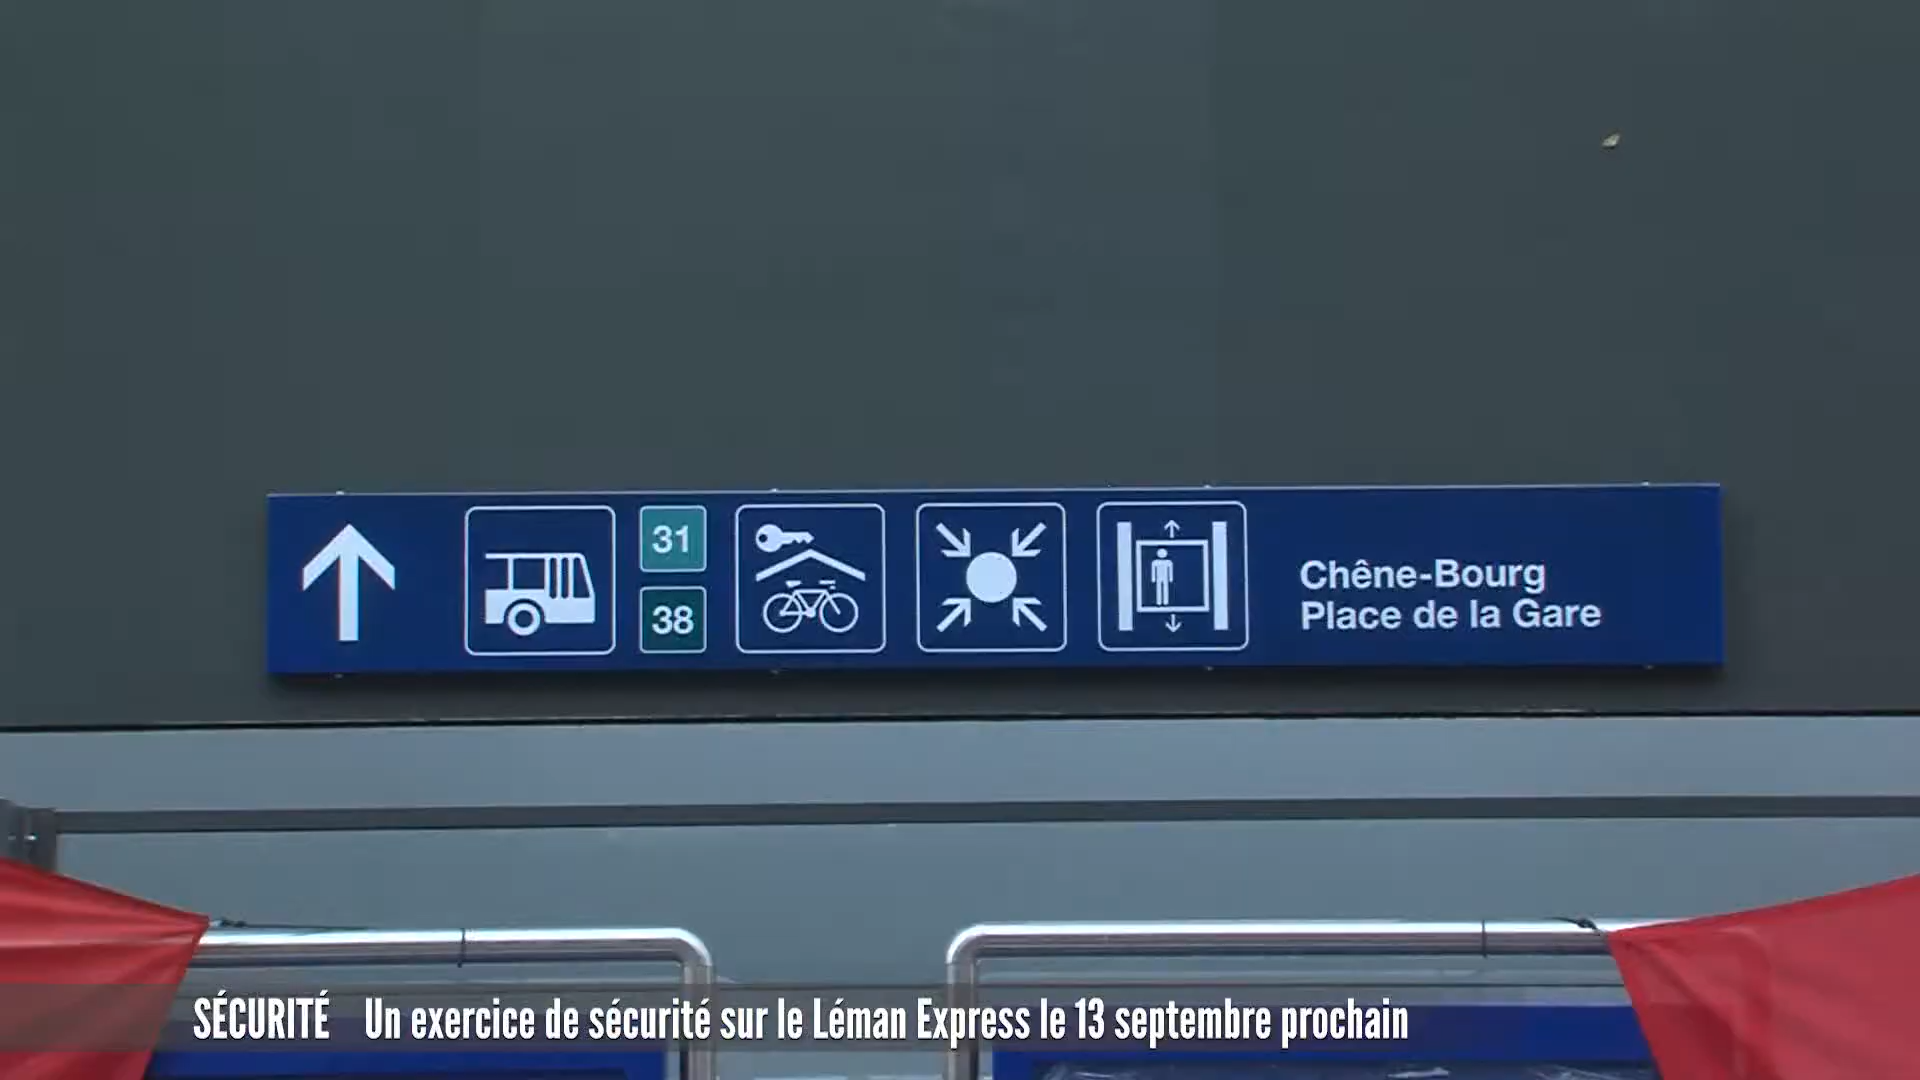 31
38
Chêne-Bourg
Place de la Gare
SÉCURITÉ Un exercice de sécurité sur le Léman Express le 13 septembre prochain